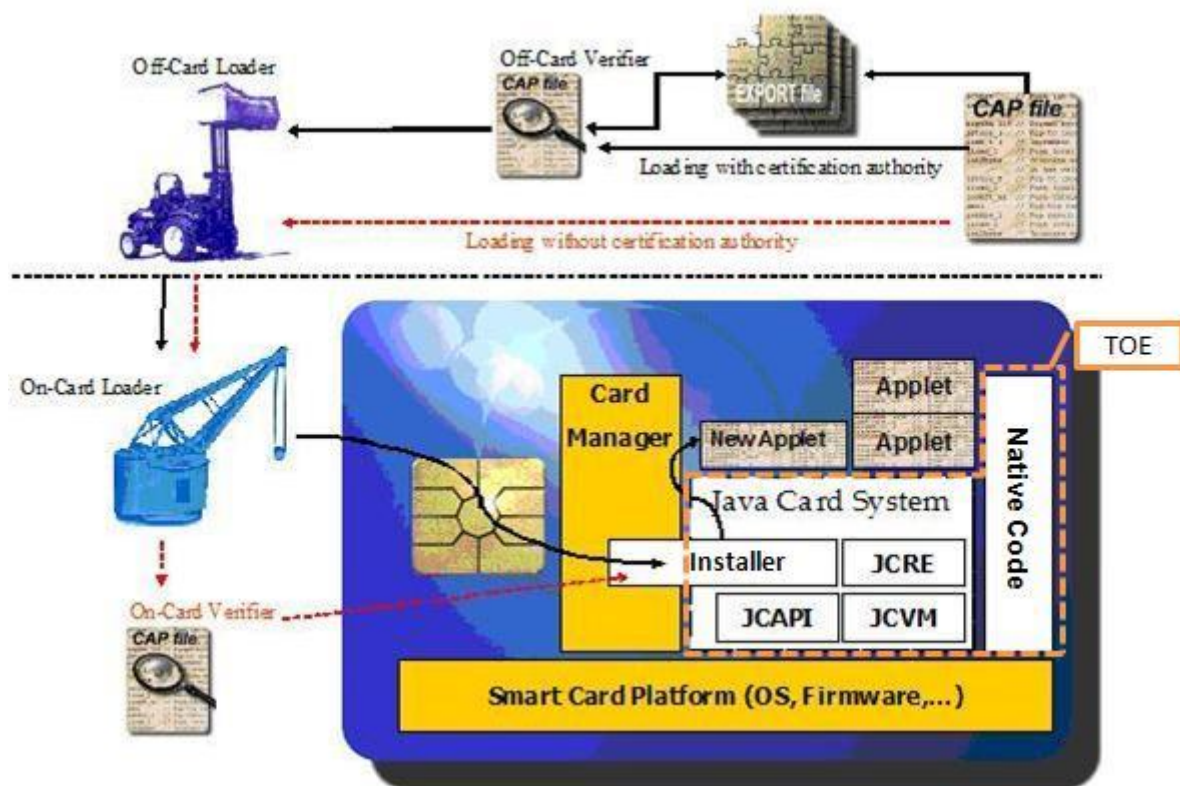 Off-Card Verifier
Off-Card Loader
CAP file
EXPORT file
CAP file
Loading with certification authority
Loading without certification authority
TOE
On-Card Loader
Card
Manager
Applet
New Applet
Applet
Native Code
Java Card System
Installer
JCRE
On-Card Verifier
JCAPI
JCVM
CAP file
Smart Card Platform (OS, Firmware,...)